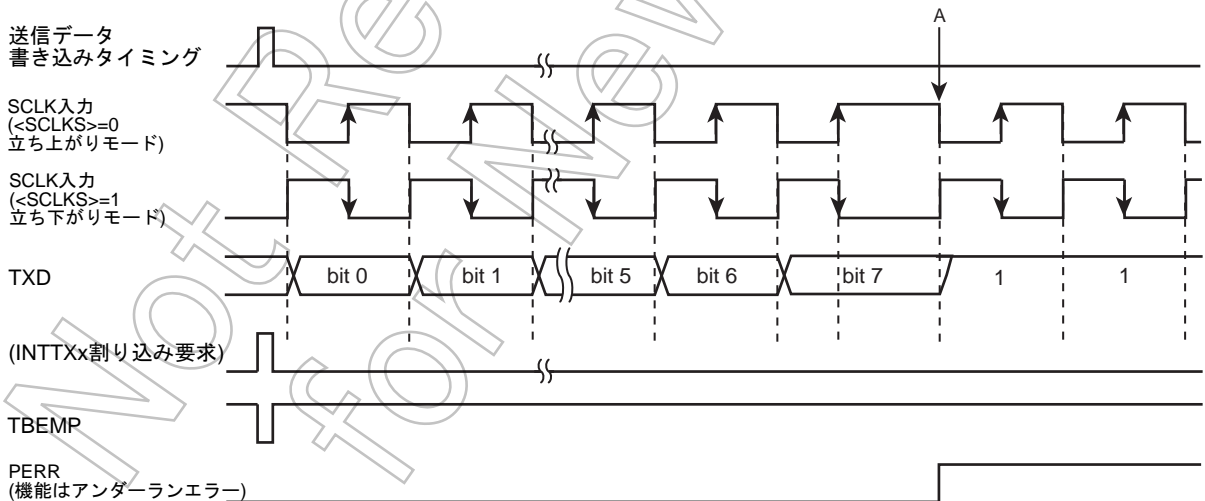 A
送信データ
書き込みタイミング
SCLK入力
(<SCLKS>=0
立ち上がりモード)
SCLK入力
(<SCLKS>=1
立ち下がりモード)
TXD
bit 0
bit 1
bit 5
bit 6
bit 7
1
1
(INTTXx割り込み要求)
TBEMP
PERR
(機能はアンダーランエラー)
Not Re
for New